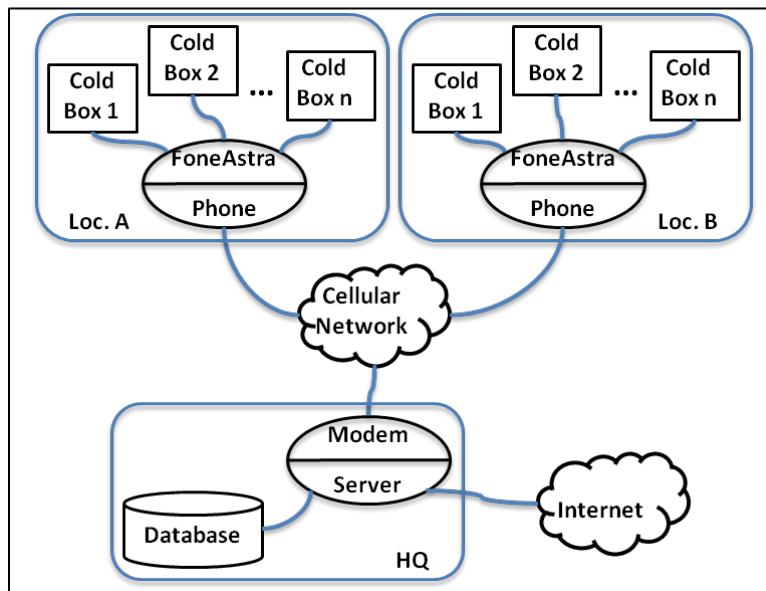 Cold
Box 1
Cold
Box 2
...
Cold
Box n
FoneAstra
Phone
Loc. A
Cold
Box 1
Cold
Box 2
...
Cold
Box n
FoneAstra
Phone
Loc. B
Cellular
Network
Modem
Server
Database
HQ
Internet